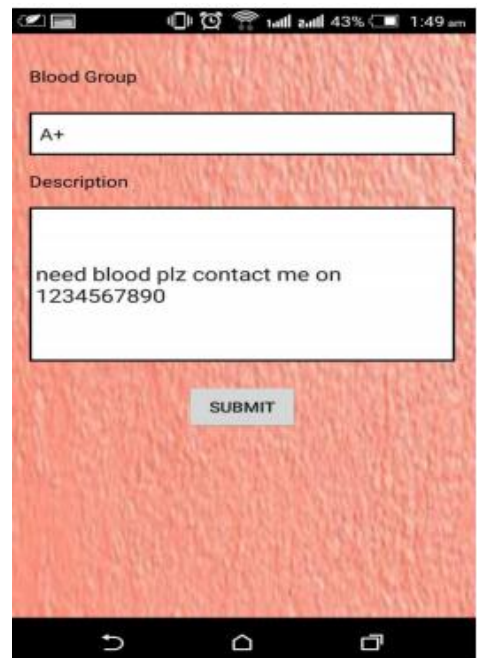 43% 1:49 am
Blood Group
A+
Description
need blood plz contact me on
1234567890
SUBMIT